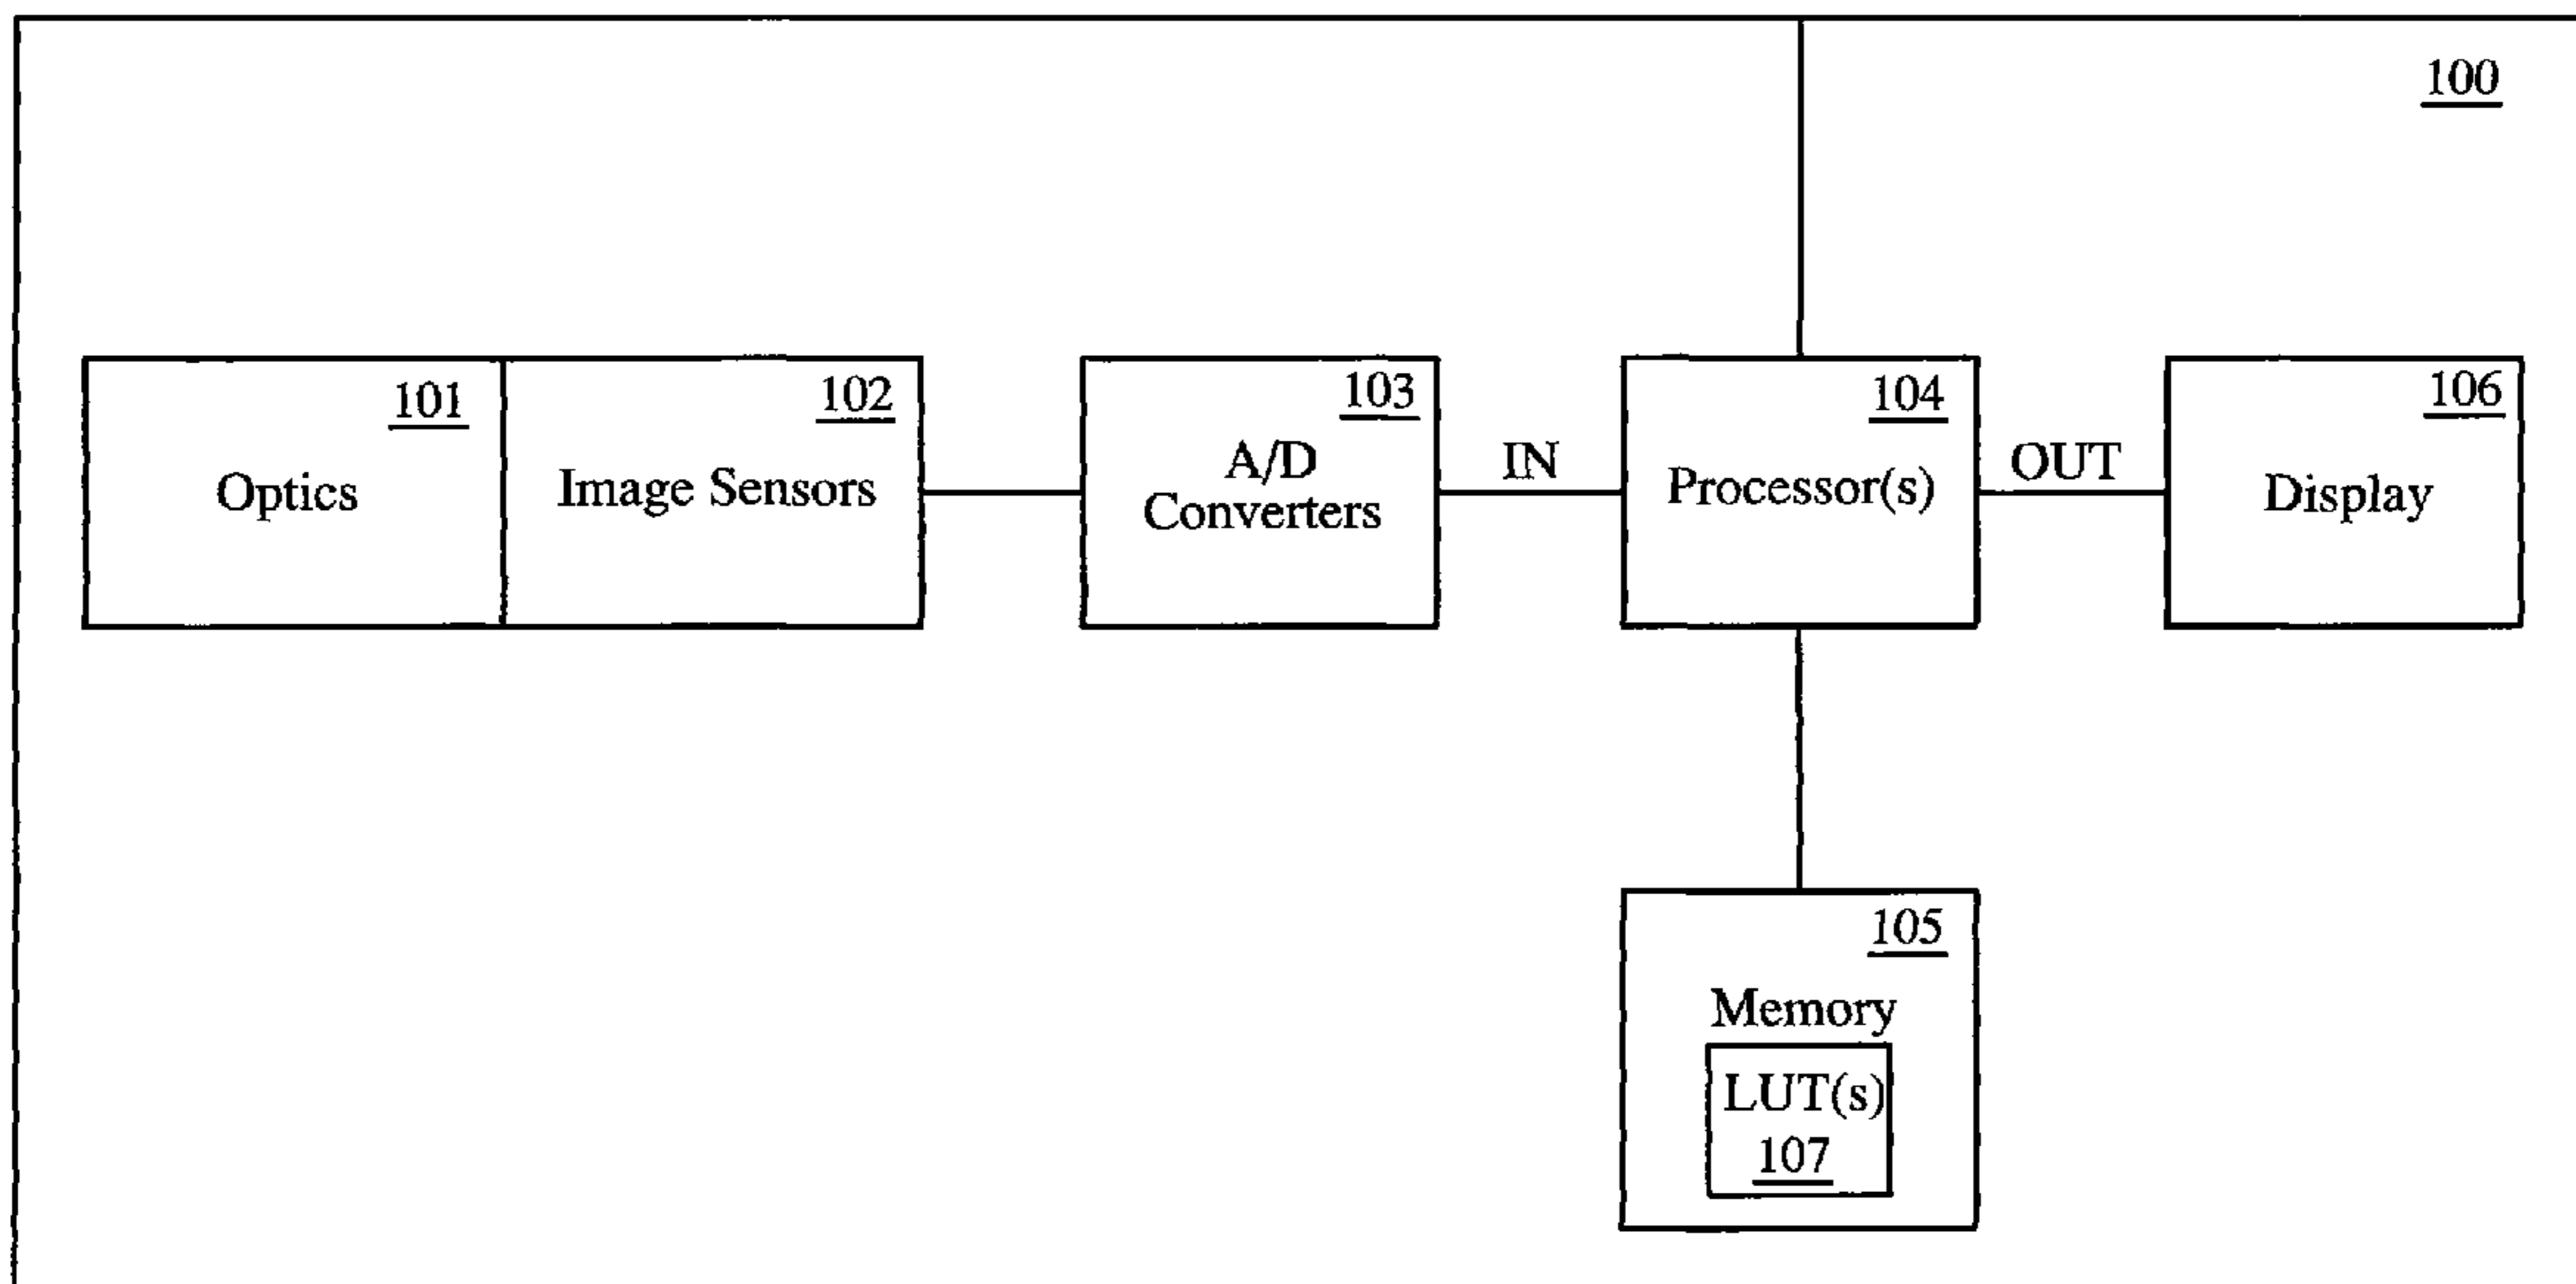 100
101
Optics
102
Image Sensors
103
A/D
Converters
IN
104
Processor(s)
OUT
106
Display
105
Memory
LUT(s)
107